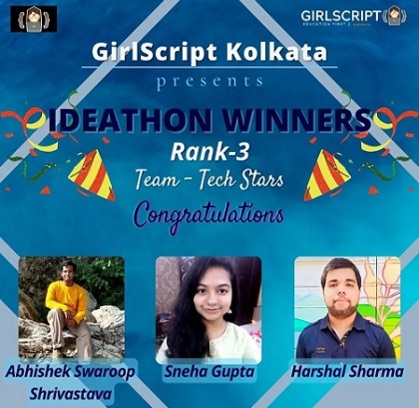 GIRLSCRIPT
EDUCATION FIRST
GirlScript Kolkata
presents
IDEATHON WINNERS
Rank-3
Team - Tech Stars
Congratulations
Abhishek Swaroop
Shrivastava
Sneha Gupta
Harshal Sharma